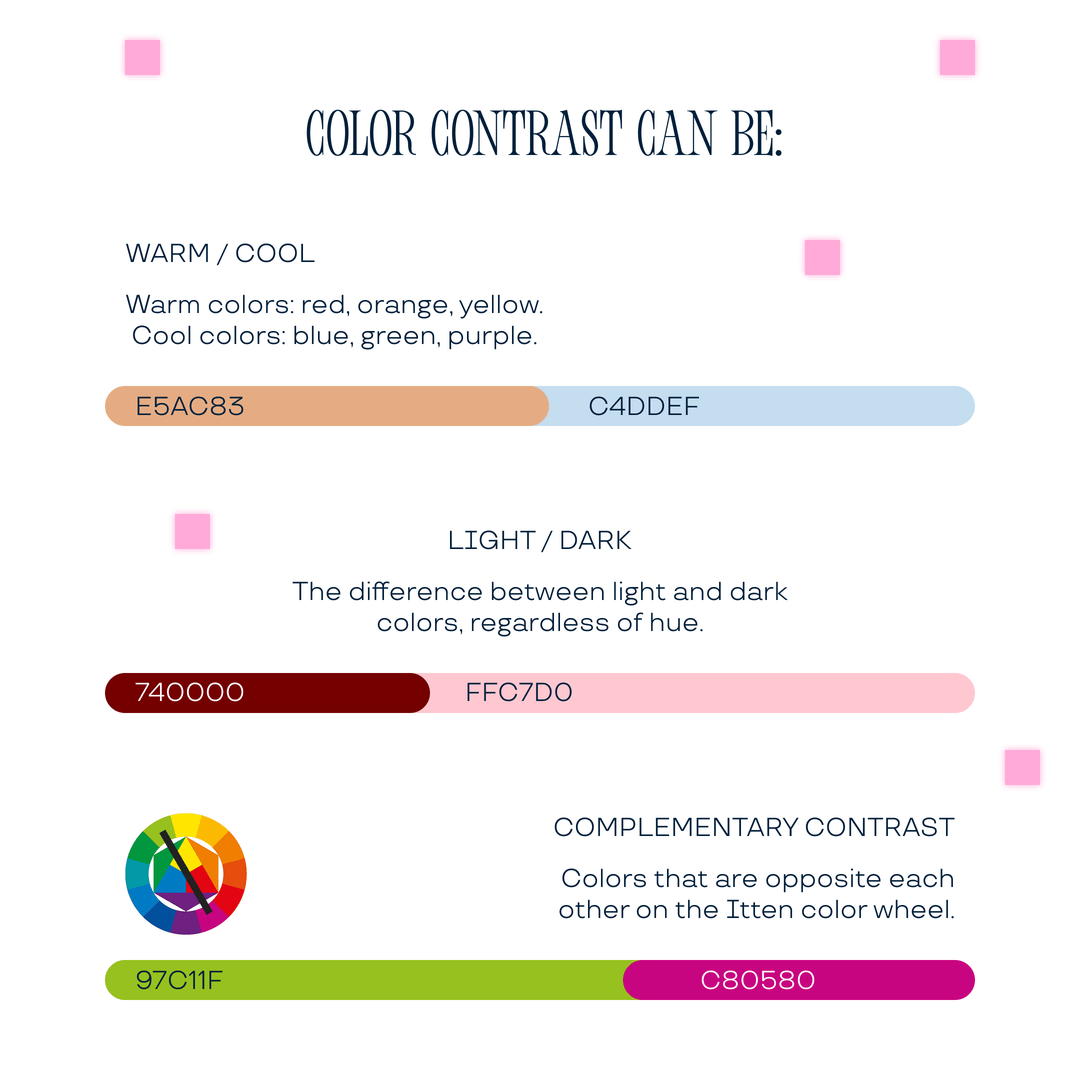 COLOR CONTRAST CAN BE:
WARM / COOL
Warm colors: red, orange, yellow.
Cool colors: blue, green, purple.
E5AC83
C4DDEF
LIGHT / DARK
The difference between light and dark
colors, regardless of hue.
740000
FFC7D0
COMPLEMENTARY CONTRAST
Colors that are opposite each
other on the Itten color wheel.
97C11F
C80580